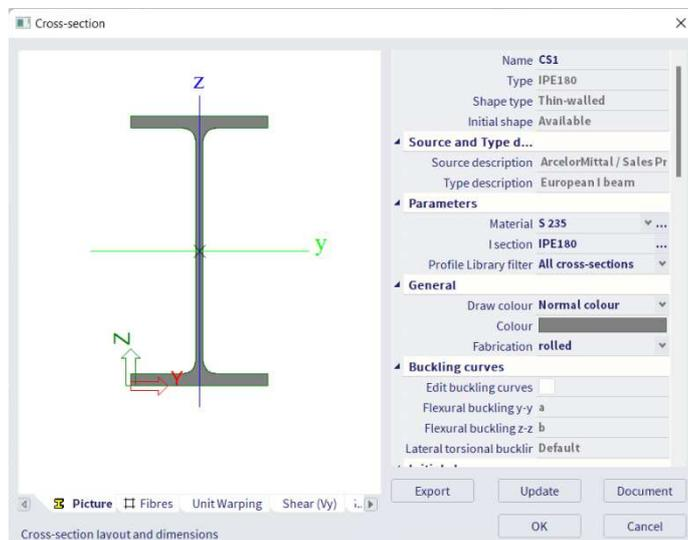 Cross-section
z
y
Z
Y
Name CS1
Type IPE180
Shape type Thin-walled
Initial shape Available
Source and Type d...
Source description ArcelorMittal / Sales Pr
Type description European I beam
Parameters
Material S 235 ...
I section IPE180 ...
Profile Library filter All cross-sections
General
Draw colour Normal colour
Colour
Fabrication rolled
Buckling curves
Edit buckling curves
Flexural buckling y-y a
Flexural buckling z-z b
Lateral torsional bucklir Default
Picture Fibres Unit Warping Shear (Vy)
Export Update Document
Cross-section layout and dimensions
OK Cancel